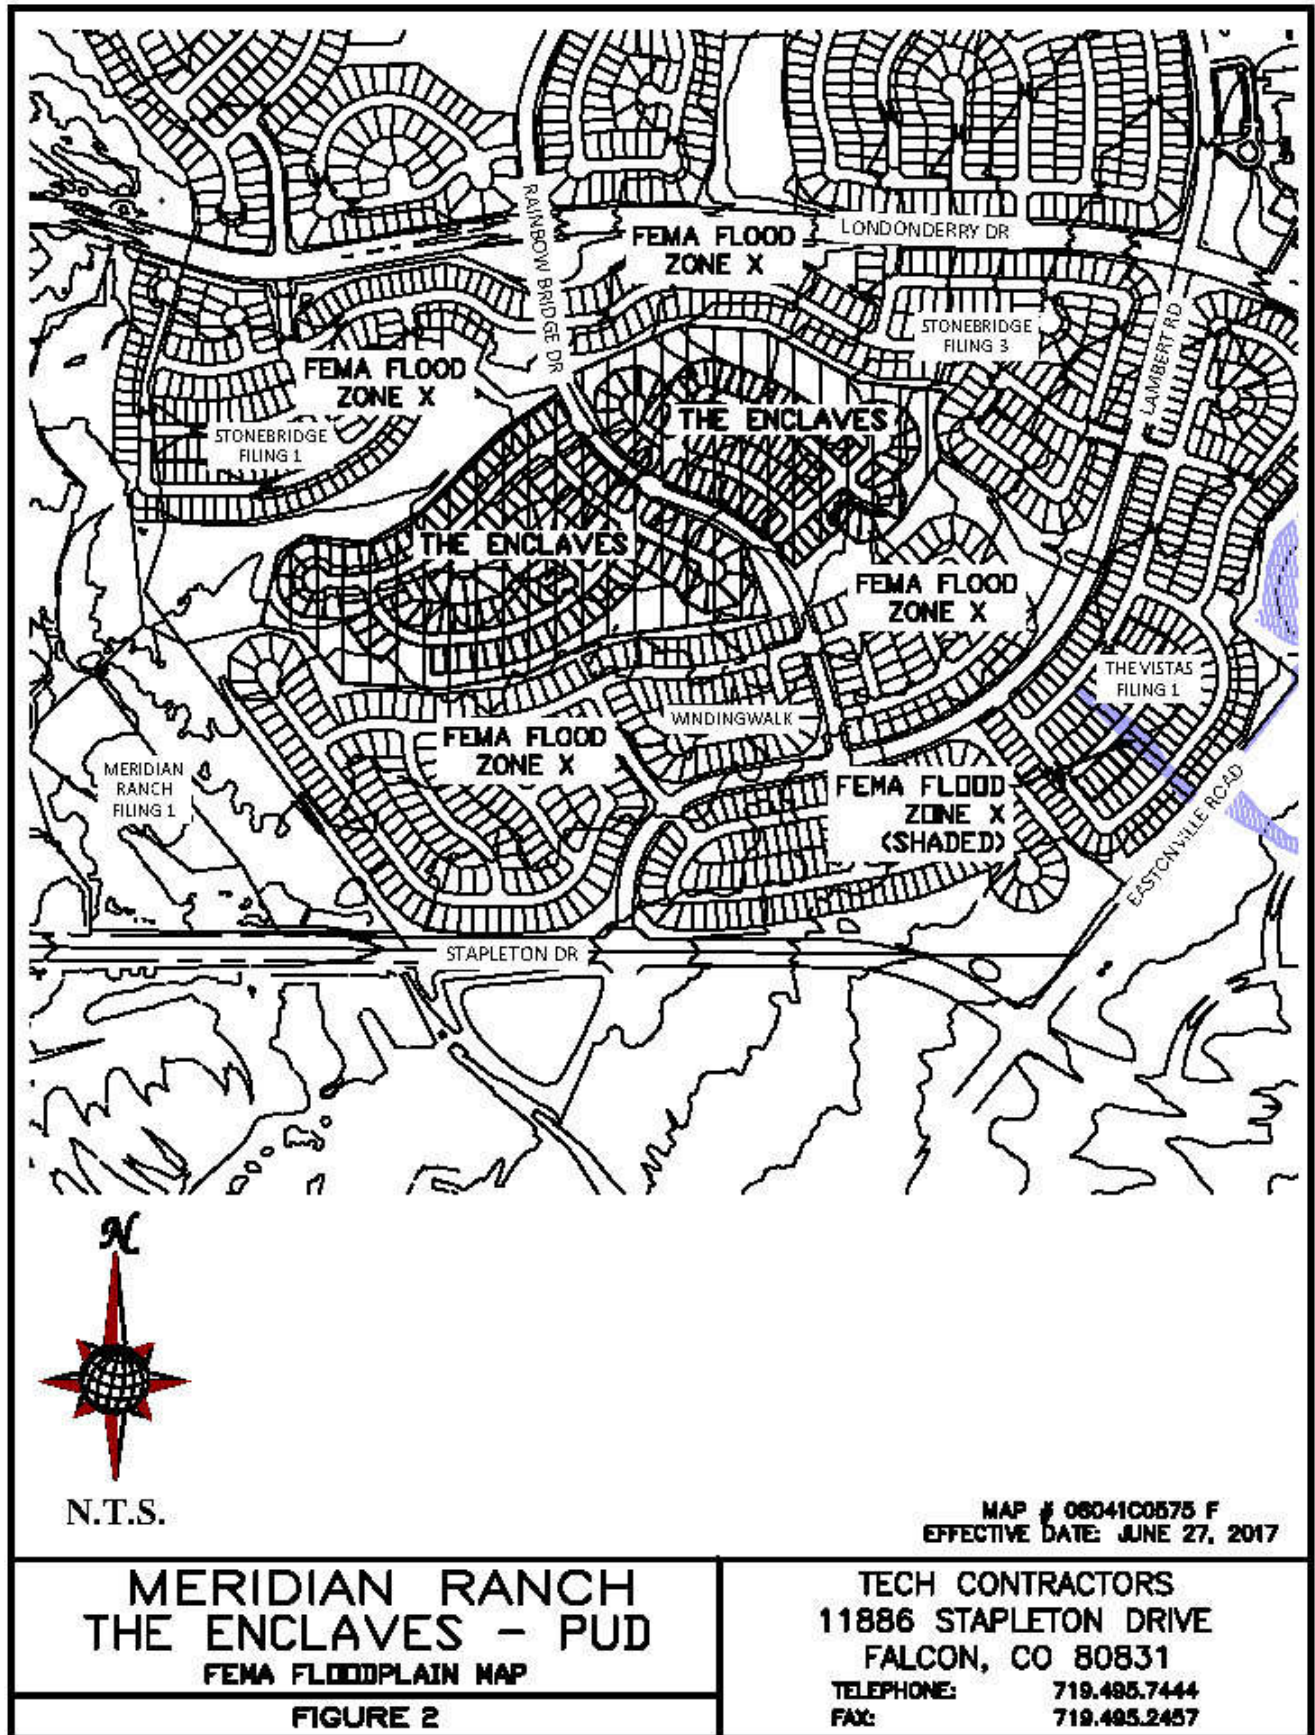 RAINBOW BRIDGE DR
FEMA FLOOD
ZONE X
LONDONDERRY DR
STONEBRIDGE
FILING 3
LAMBERT RD
FEMA FLOOD
ZONE X
THE ENCLAVES
STONEBRIDGE
FILING 1
THE ENCLAVES
FEMA FLOOD
ZONE X
THE VISTAS
FILING 1
WINDINGWALK
FEMA FLOOD
ZONE X
MERIDIAN
RANCH
FILING 1
FEMA FLOOD
ZONE X
(SHADED)
EASTONVILLE ROAD
STAPLETON DR
N
N.T.S.
MAP # 08041C0575 F
EFFECTIVE DATE: JUNE 27, 2017
MERIDIAN RANCH
THE ENCLAVES - PUD
FEMA FLOODPLAIN MAP
FIGURE 2
TECH CONTRACTORS
11886 STAPLETON DRIVE
FALCON, CO 80831
TELEPHONE: 719.495.7444
FAX: 719.495.2457